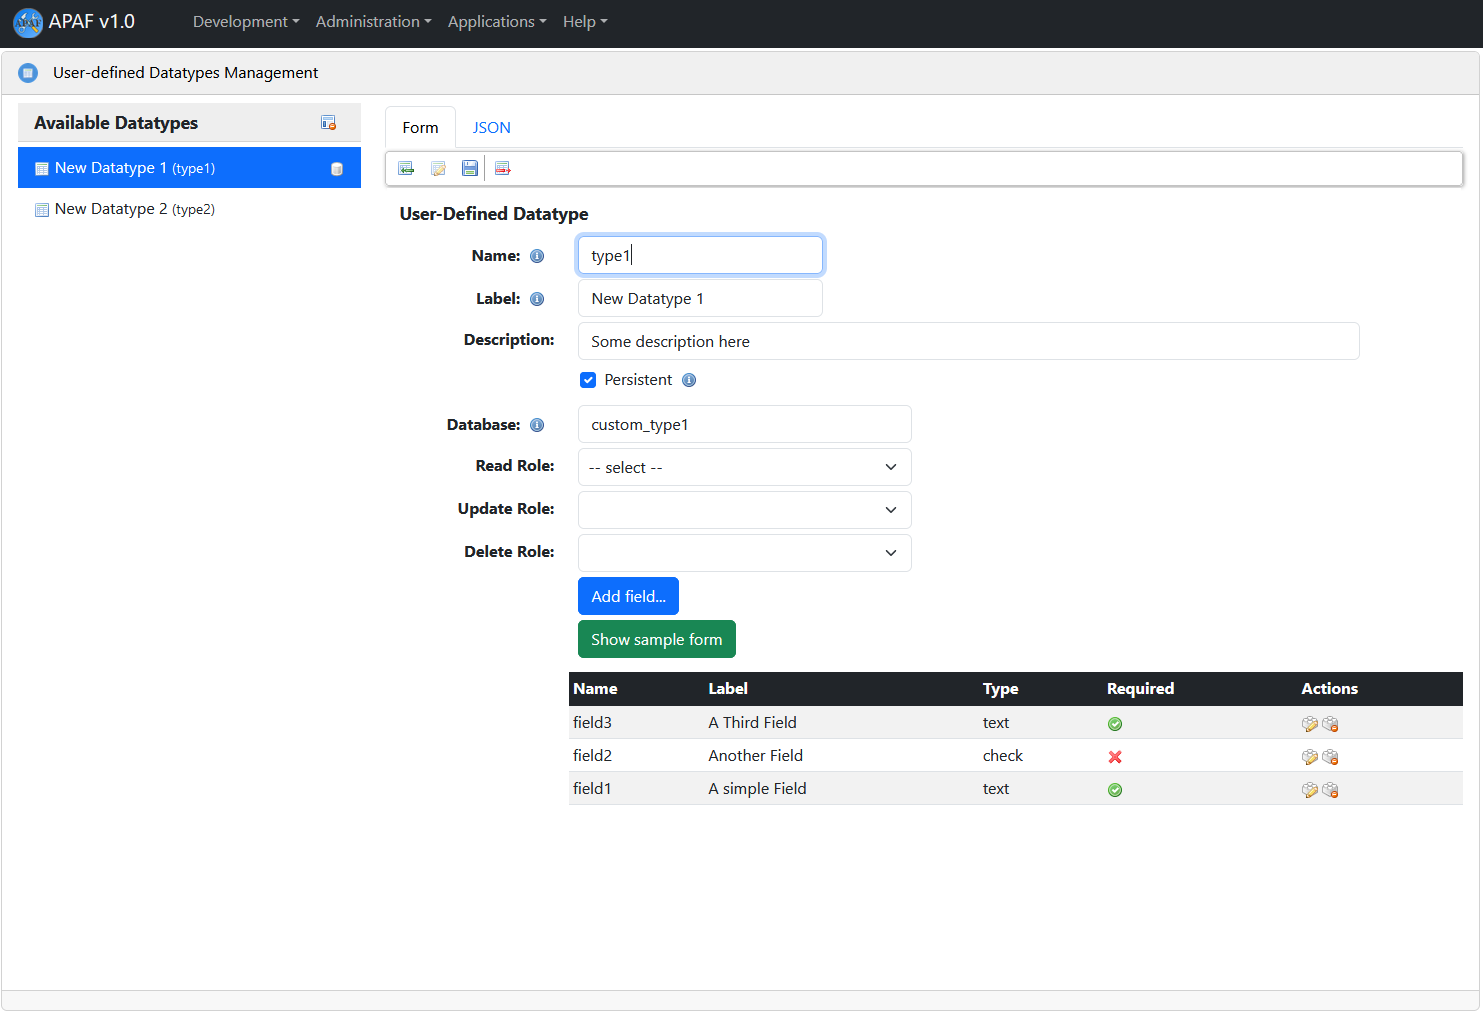 APAF v1.0 Development Administration Applications Help
User-defined Datatypes Management
Available Datatypes
New Datatype 1 (type1)
New Datatype 2 (type2)
Form JSON
User-Defined Datatype
Name: type1
Label: New Datatype 1
Description: Some description here
Persistent
Database: custom_type1
Read Role: -- select --
Update Role:
Delete Role:
Add field...
Show sample form
Name Label Type Required Actions
field3 A Third Field text
field2 Another Field check
field1 A simple Field text